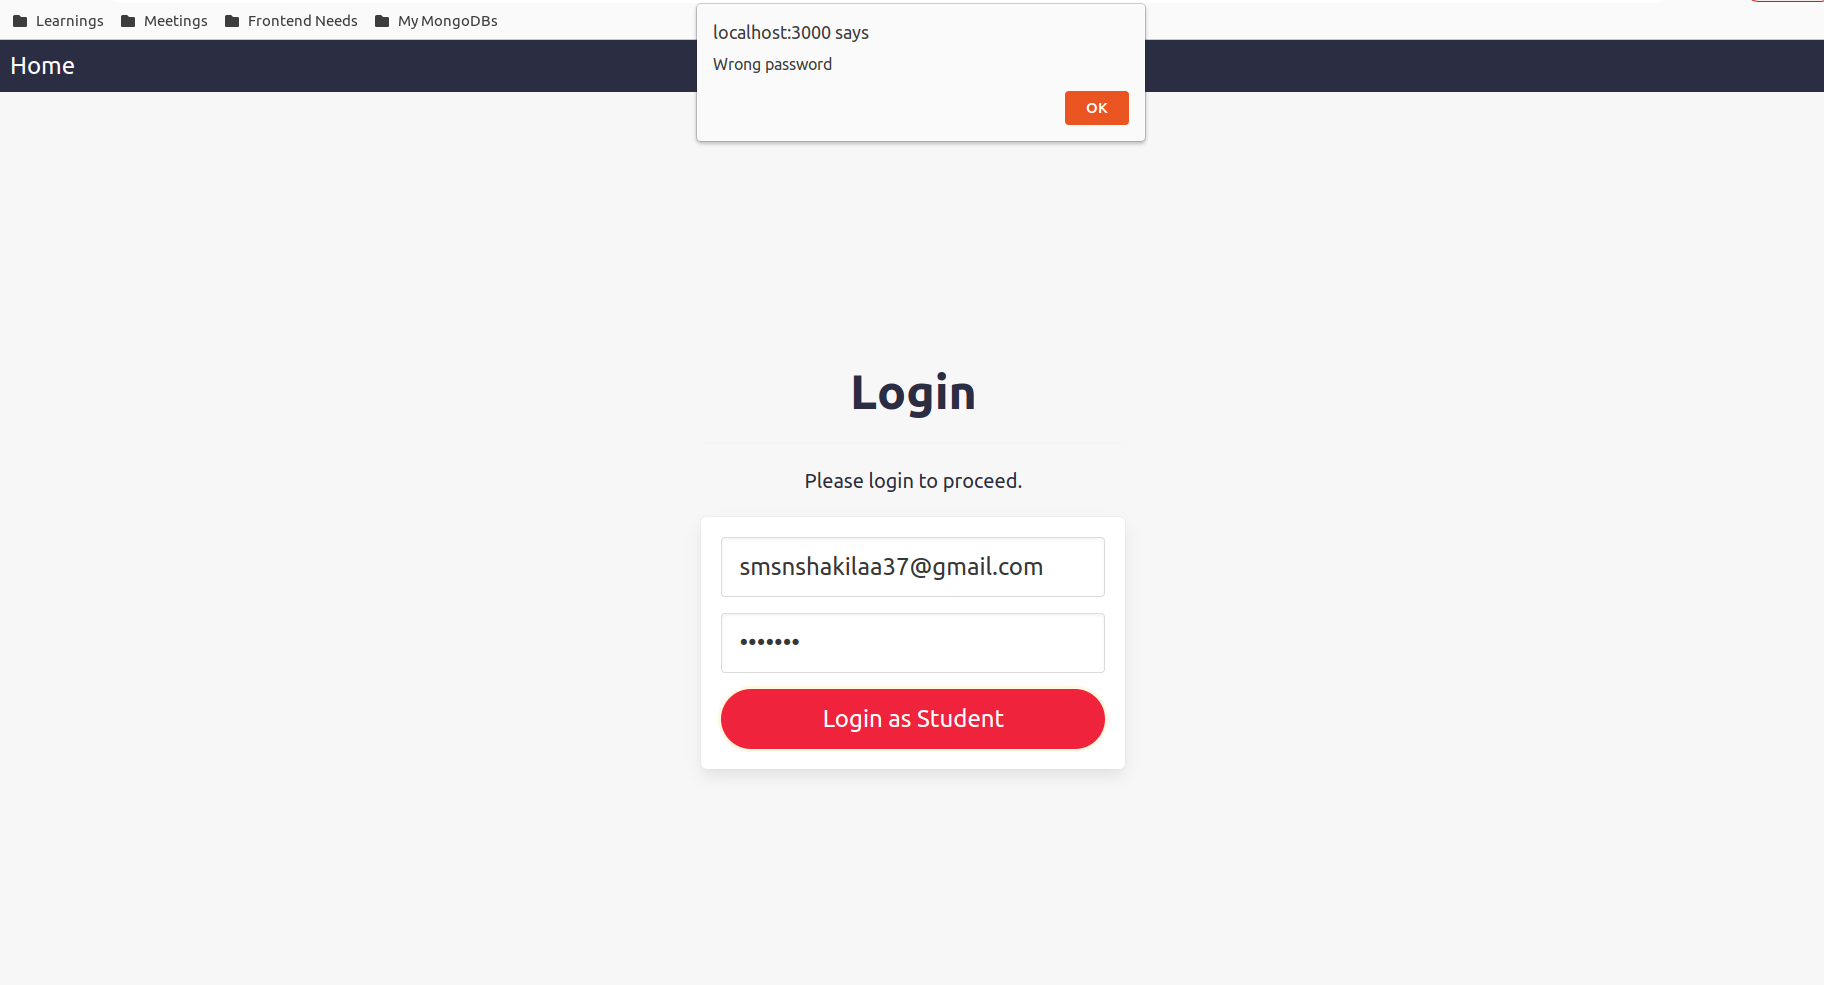 Learnings Meetings Frontend Needs My MongoDBs
localhost:3000 says
Wrong password
OK
Home
Login
Please login to proceed.
smsnshakilaa37@gmail.com
•••••••
Login as Student